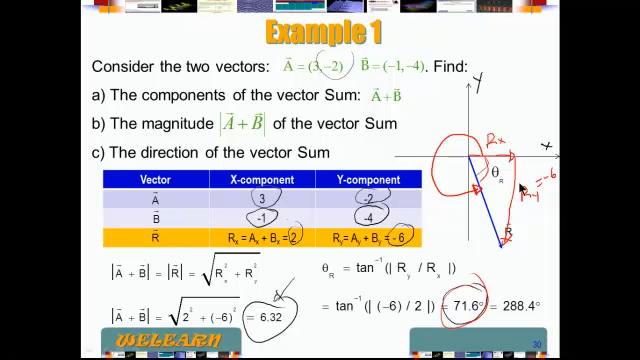 Example 1
Consider the two vectors: A⃗ = (3,−2) B⃗ = (−1,−4). Find:
a) The components of the vector Sum: A⃗ + B⃗
b) The magnitude |A⃗ + B⃗| of the vector Sum
c) The direction of the vector Sum
Vector X-component Y-component
A⃗ 3 -2
B⃗ -1 -4
R⃗ Rx = Ax + Bx = 2 Ry = Ay + By = - 6
|A⃗ + B⃗| = |R⃗| = √(R²x + R²y)
|A⃗ + B⃗| = √(2² + (−6)²) = 6.32
θR = tan⁻¹ (| Ry / Rx |)
= tan⁻¹ (| (−6) / 2 |) = 71.6° = 288.4°
Y
Rx
X
θR
Ry = -6
R⃗
WELEARN
30